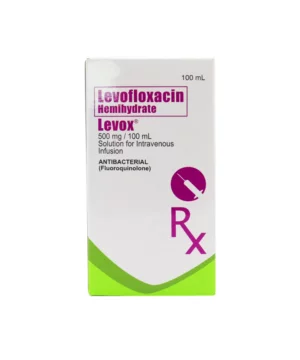 100 mL
Levofloxacin
Hemihydrate
Levox®
500 mg / 100 mL
Solution for Intravenous
Infusion
ANTIBACTERIAL
(Fluoroquinolone)
Rx